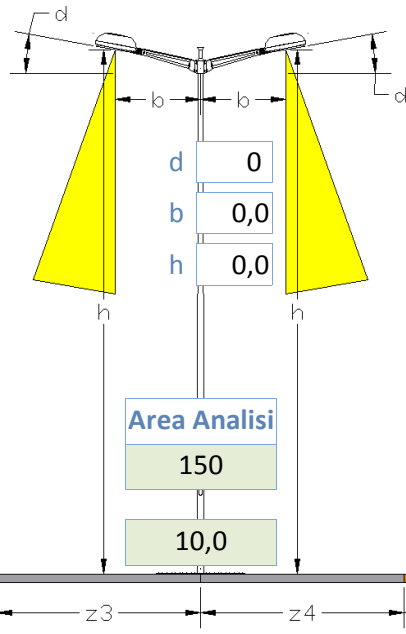 d
d
b b
d 0
b 0,0
h 0,0
h h
Area Analisi
150
10,0
z3 z4